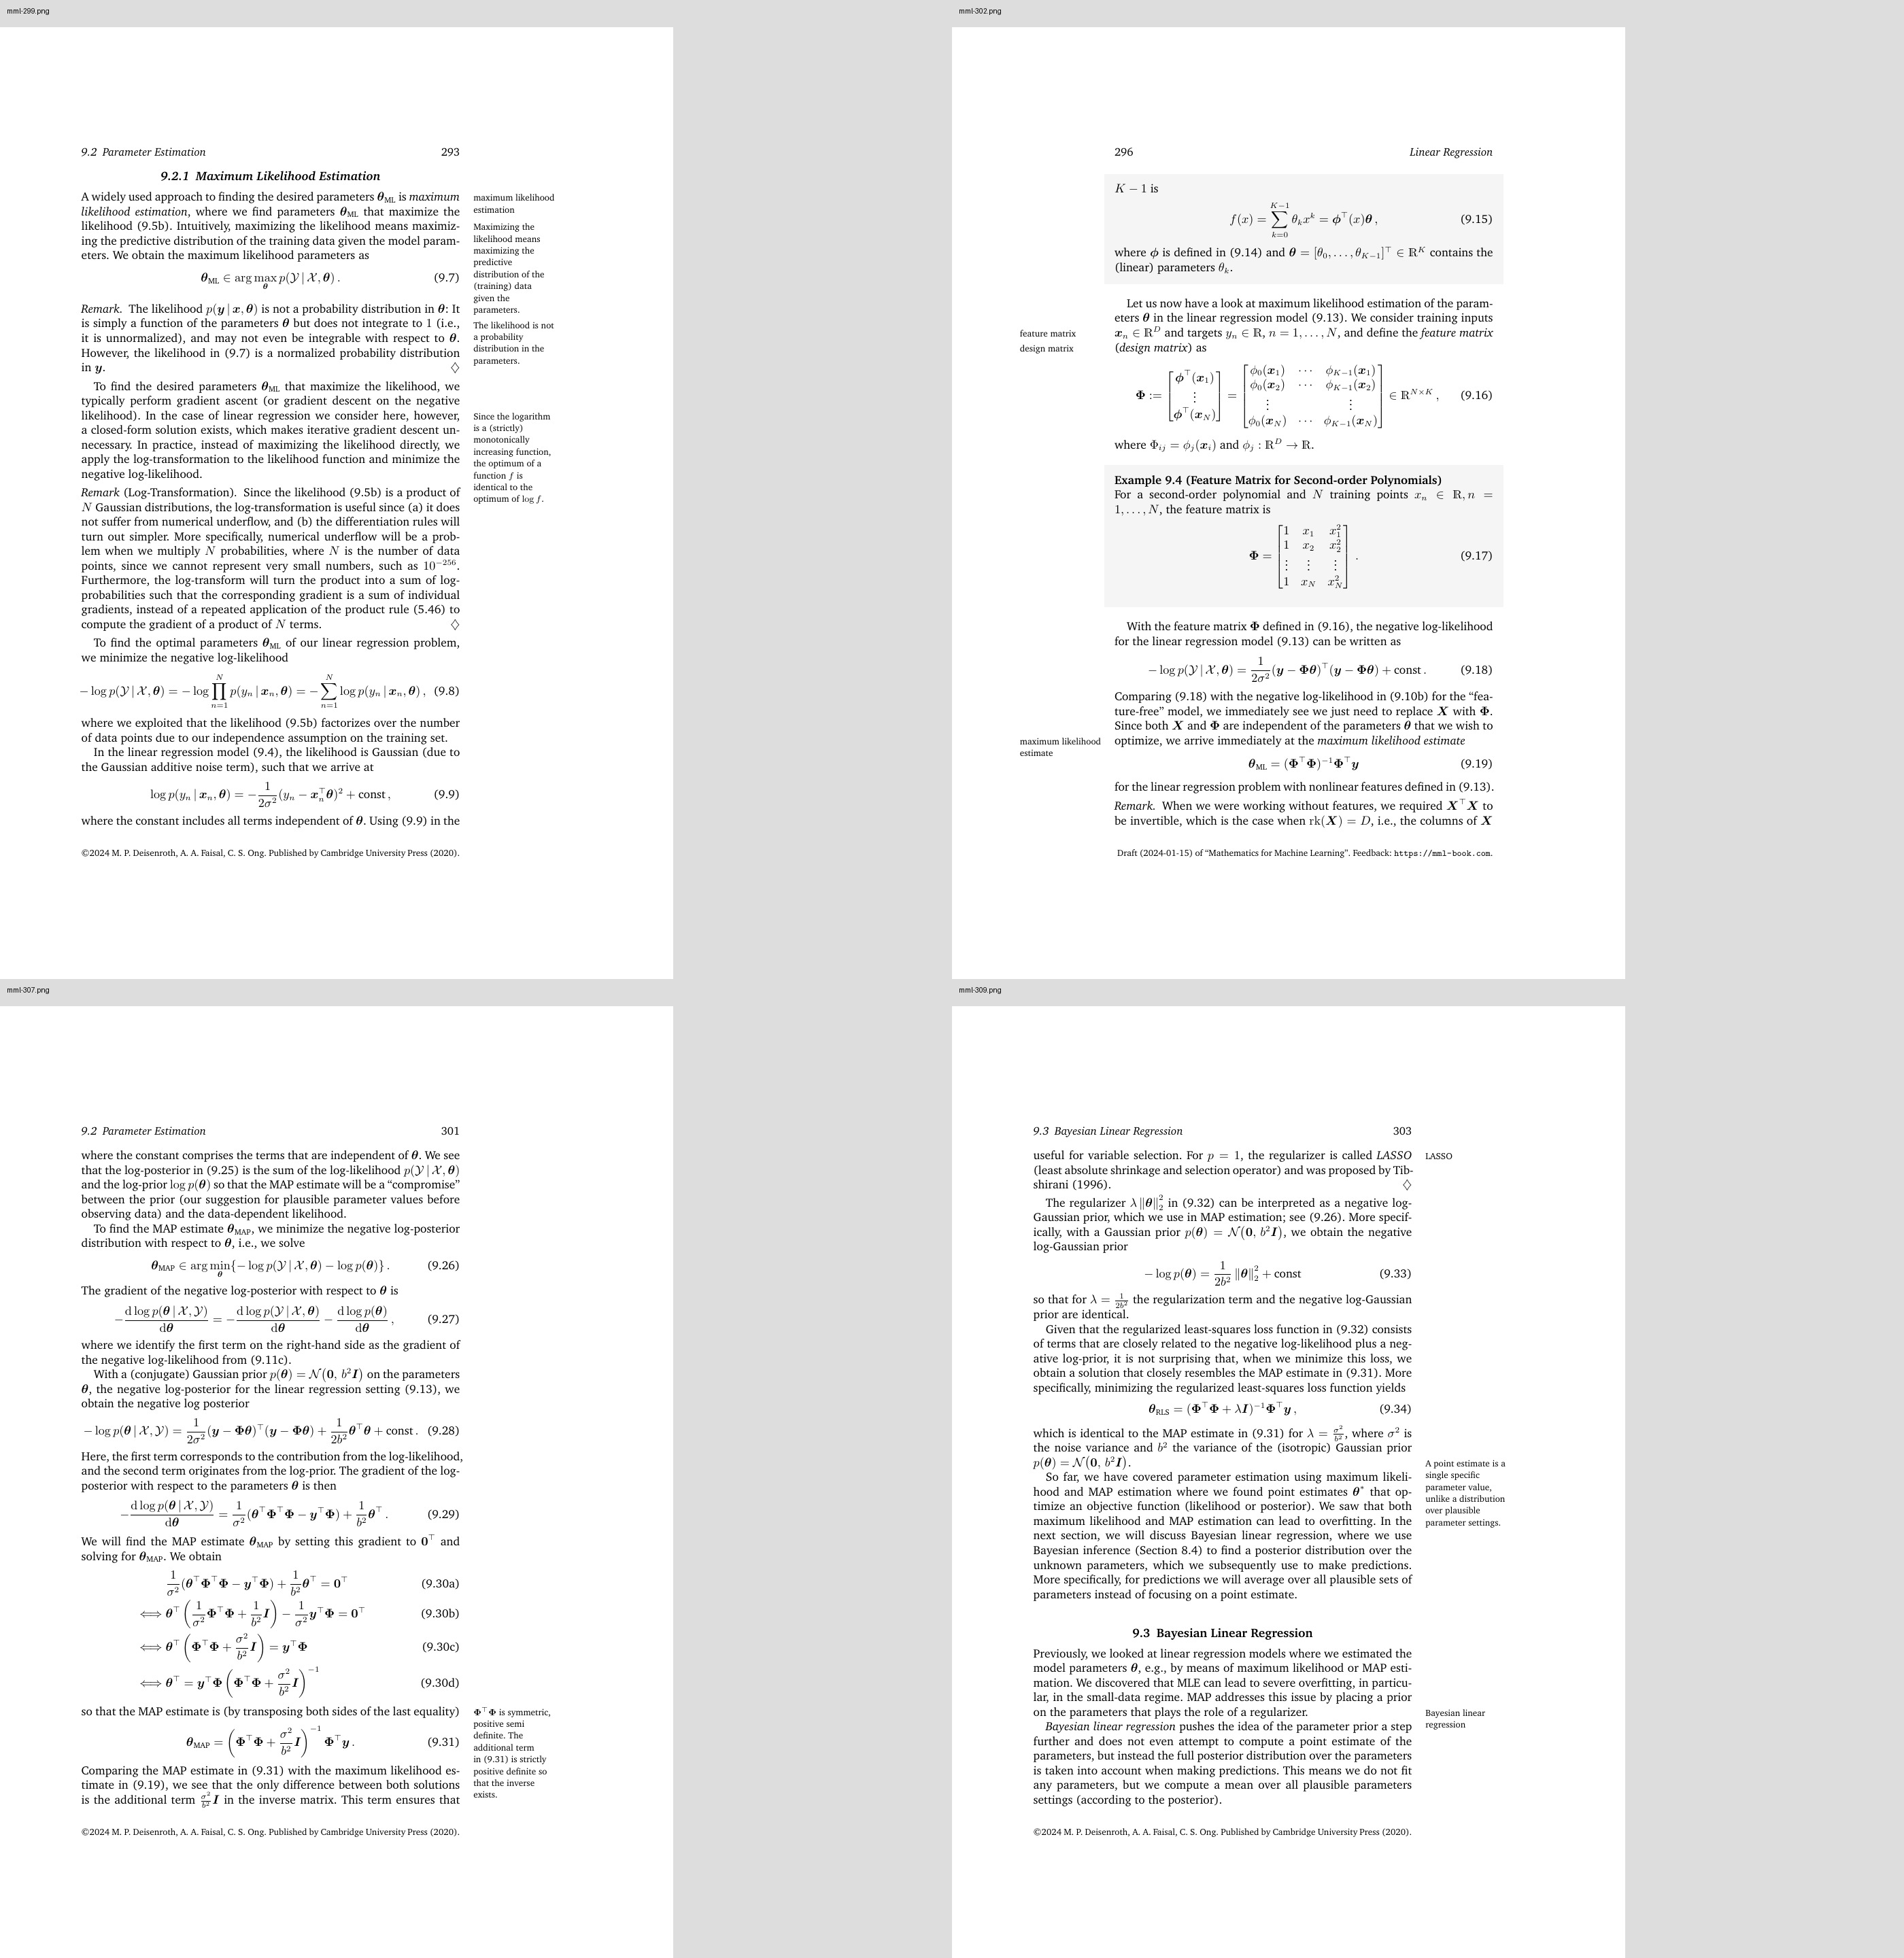 mml-299.png
9.2 Parameter Estimation 293
9.2.1 Maximum Likelihood Estimation
A widely used approach to finding the desired parameters θ_ML is maximum
likelihood estimation, where we find parameters θ_ML that maximize the
likelihood (9.5b). Intuitively, maximizing the likelihood means maximiz-
ing the predictive distribution of the training data given the model param-
eters. We obtain the maximum likelihood parameters as
θ_ML ∈ arg max_θ p(𝒴 | 𝒳, θ) . (9.7)
Remark. The likelihood p(y | x, θ) is not a probability distribution in θ: It
is simply a function of the parameters θ but does not integrate to 1 (i.e.,
it is unnormalized), and may not even be integrable with respect to θ.
However, the likelihood in (9.7) is a normalized probability distribution
in y. ♢
To find the desired parameters θ_ML that maximize the likelihood, we
typically perform gradient ascent (or gradient descent on the negative
likelihood). In the case of linear regression we consider here, however,
a closed-form solution exists, which makes iterative gradient descent un-
necessary. In practice, instead of maximizing the likelihood directly, we
apply the log-transformation to the likelihood function and minimize the
negative log-likelihood.
Remark (Log-Transformation). Since the likelihood (9.5b) is a product of
N Gaussian distributions, the log-transformation is useful since (a) it does
not suffer from numerical underflow, and (b) the differentiation rules will
turn out simpler. More specifically, numerical underflow will be a prob-
lem when we multiply N probabilities, where N is the number of data
points, since we cannot represent very small numbers, such as 10^−256.
Furthermore, the log-transform will turn the product into a sum of log-
probabilities such that the corresponding gradient is a sum of individual
gradients, instead of a repeated application of the product rule (5.46) to
compute the gradient of a product of N terms. ♢
To find the optimal parameters θ_ML of our linear regression problem,
we minimize the negative log-likelihood
− log p(𝒴 | 𝒳, θ) = − log ∏_{n=1}^{N} p(y_n | x_n, θ) = − ∑_{n=1}^{N} log p(y_n | x_n, θ) , (9.8)
where we exploited that the likelihood (9.5b) factorizes over the number
of data points due to our independence assumption on the training set.
In the linear regression model (9.4), the likelihood is Gaussian (due to
the Gaussian additive noise term), such that we arrive at
log p(y_n | x_n, θ) = −1/(2σ²) (y_n − x_n^⊤ θ)² + const , (9.9)
where the constant includes all terms independent of θ. Using (9.9) in the
maximum likelihood
estimation
Maximizing the
likelihood means
maximizing the
predictive
distribution of the
(training) data
given the
parameters.
The likelihood is not
a probability
distribution in the
parameters.
Since the logarithm
is a (strictly)
monotonically
increasing function,
the optimum of a
function f is
identical to the
optimum of log f.
©2024 M. P. Deisenroth, A. A. Faisal, C. S. Ong. Published by Cambridge University Press (2020).
mml-302.png
296 Linear Regression
K − 1 is
f(x) = ∑_{k=0}^{K−1} θ_k x^k = ϕ^⊤(x)θ , (9.15)
where ϕ is defined in (9.14) and θ = [θ_0, . . . , θ_{K−1}]^⊤ ∈ ℝ^K contains the
(linear) parameters θ_k.
Let us now have a look at maximum likelihood estimation of the param-
eters θ in the linear regression model (9.13). We consider training inputs
x_n ∈ ℝ^D and targets y_n ∈ ℝ, n = 1, . . . , N, and define the feature matrix
(design matrix) as
feature matrix
design matrix
Φ := [ϕ^⊤(x_1) ⋮ ϕ^⊤(x_N)] = [ϕ_0(x_1) ⋯ ϕ_{K−1}(x_1) ϕ_0(x_2) ⋯ ϕ_{K−1}(x_2) ⋮ ⋮ ϕ_0(x_N) ⋯ ϕ_{K−1}(x_N)] ∈ ℝ^{N×K} , (9.16)
where Φ_ij = ϕ_j(x_i) and ϕ_j : ℝ^D → ℝ.
Example 9.4 (Feature Matrix for Second-order Polynomials)
For a second-order polynomial and N training points x_n ∈ ℝ, n =
1, . . . , N, the feature matrix is
Φ = [1 x_1 x_1² 1 x_2 x_2² ⋮ ⋮ ⋮ 1 x_N x_N²] . (9.17)
With the feature matrix Φ defined in (9.16), the negative log-likelihood
for the linear regression model (9.13) can be written as
− log p(𝒴 | 𝒳, θ) = 1/(2σ²) (y − Φθ)^⊤(y − Φθ) + const . (9.18)
Comparing (9.18) with the negative log-likelihood in (9.10b) for the “fea-
ture-free” model, we immediately see we just need to replace X with Φ.
Since both X and Φ are independent of the parameters θ that we wish to
optimize, we arrive immediately at the maximum likelihood estimate
maximum likelihood
estimate
θ_ML = (Φ^⊤Φ)^−1 Φ^⊤y (9.19)
for the linear regression problem with nonlinear features defined in (9.13).
Remark. When we were working without features, we required X^⊤X to
be invertible, which is the case when rk(X) = D, i.e., the columns of X
Draft (2024-01-15) of “Mathematics for Machine Learning”. Feedback: https://mml-book.com.
mml-307.png
9.2 Parameter Estimation 301
where the constant comprises the terms that are independent of θ. We see
that the log-posterior in (9.25) is the sum of the log-likelihood p(𝒴 | 𝒳, θ)
and the log-prior log p(θ) so that the MAP estimate will be a “compromise”
between the prior (our suggestion for plausible parameter values before
observing data) and the data-dependent likelihood.
To find the MAP estimate θ_MAP, we minimize the negative log-posterior
distribution with respect to θ, i.e., we solve
θ_MAP ∈ arg min_θ {− log p(𝒴 | 𝒳, θ) − log p(θ)} . (9.26)
The gradient of the negative log-posterior with respect to θ is
− d log p(θ | 𝒳, 𝒴)/dθ = − d log p(𝒴 | 𝒳, θ)/dθ − d log p(θ)/dθ , (9.27)
where we identify the first term on the right-hand side as the gradient of
the negative log-likelihood from (9.11c).
With a (conjugate) Gaussian prior p(θ) = 𝒩(0, b²I) on the parameters
θ, the negative log-posterior for the linear regression setting (9.13), we
obtain the negative log posterior
− log p(θ | 𝒳, 𝒴) = 1/(2σ²) (y − Φθ)^⊤(y − Φθ) + 1/(2b²) θ^⊤θ + const . (9.28)
Here, the first term corresponds to the contribution from the log-likelihood,
and the second term originates from the log-prior. The gradient of the log-
posterior with respect to the parameters θ is then
− d log p(θ | 𝒳, 𝒴)/dθ = 1/σ² (θ^⊤Φ^⊤Φ − y^⊤Φ) + 1/b² θ^⊤ . (9.29)
We will find the MAP estimate θ_MAP by setting this gradient to 0^⊤ and
solving for θ_MAP. We obtain
1/σ² (θ^⊤Φ^⊤Φ − y^⊤Φ) + 1/b² θ^⊤ = 0^⊤ (9.30a)
⟺ θ^⊤ (1/σ² Φ^⊤Φ + 1/b² I) − 1/σ² y^⊤Φ = 0^⊤ (9.30b)
⟺ θ^⊤ (Φ^⊤Φ + σ²/b² I) = y^⊤Φ (9.30c)
⟺ θ^⊤ = y^⊤Φ (Φ^⊤Φ + σ²/b² I)^−1 (9.30d)
so that the MAP estimate is (by transposing both sides of the last equality)
θ_MAP = (Φ^⊤Φ + σ²/b² I)^−1 Φ^⊤y . (9.31)
Comparing the MAP estimate in (9.31) with the maximum likelihood es-
timate in (9.19), we see that the only difference between both solutions
is the additional term σ²/b² I in the inverse matrix. This term ensures that
Φ^⊤Φ is symmetric,
positive semi
definite. The
additional term
in (9.31) is strictly
positive definite so
that the inverse
exists.
©2024 M. P. Deisenroth, A. A. Faisal, C. S. Ong. Published by Cambridge University Press (2020).
mml-309.png
9.3 Bayesian Linear Regression 303
useful for variable selection. For p = 1, the regularizer is called LASSO
(least absolute shrinkage and selection operator) and was proposed by Tib-
shirani (1996). ♢
LASSO
The regularizer λ ‖θ‖₂² in (9.32) can be interpreted as a negative log-
Gaussian prior, which we use in MAP estimation; see (9.26). More specif-
ically, with a Gaussian prior p(θ) = 𝒩(0, b²I), we obtain the negative
log-Gaussian prior
− log p(θ) = 1/(2b²) ‖θ‖₂² + const (9.33)
so that for λ = 1/(2b²) the regularization term and the negative log-Gaussian
prior are identical.
Given that the regularized least-squares loss function in (9.32) consists
of terms that are closely related to the negative log-likelihood plus a neg-
ative log-prior, it is not surprising that, when we minimize this loss, we
obtain a solution that closely resembles the MAP estimate in (9.31). More
specifically, minimizing the regularized least-squares loss function yields
θ_RLS = (Φ^⊤Φ + λI)^−1 Φ^⊤y , (9.34)
which is identical to the MAP estimate in (9.31) for λ = σ²/b², where σ² is
the noise variance and b² the variance of the (isotropic) Gaussian prior
p(θ) = 𝒩(0, b²I).
So far, we have covered parameter estimation using maximum likeli-
hood and MAP estimation where we found point estimates θ* that op-
timize an objective function (likelihood or posterior). We saw that both
maximum likelihood and MAP estimation can lead to overfitting. In the
next section, we will discuss Bayesian linear regression, where we use
Bayesian inference (Section 8.4) to find a posterior distribution over the
unknown parameters, which we subsequently use to make predictions.
More specifically, for predictions we will average over all plausible sets of
parameters instead of focusing on a point estimate.
A point estimate is a
single specific
parameter value,
unlike a distribution
over plausible
parameter settings.
9.3 Bayesian Linear Regression
Previously, we looked at linear regression models where we estimated the
model parameters θ, e.g., by means of maximum likelihood or MAP esti-
mation. We discovered that MLE can lead to severe overfitting, in particu-
lar, in the small-data regime. MAP addresses this issue by placing a prior
on the parameters that plays the role of a regularizer.
Bayesian linear
regression
Bayesian linear regression pushes the idea of the parameter prior a step
further and does not even attempt to compute a point estimate of the
parameters, but instead the full posterior distribution over the parameters
is taken into account when making predictions. This means we do not fit
any parameters, but we compute a mean over all plausible parameters
settings (according to the posterior).
©2024 M. P. Deisenroth, A. A. Faisal, C. S. Ong. Published by Cambridge University Press (2020).